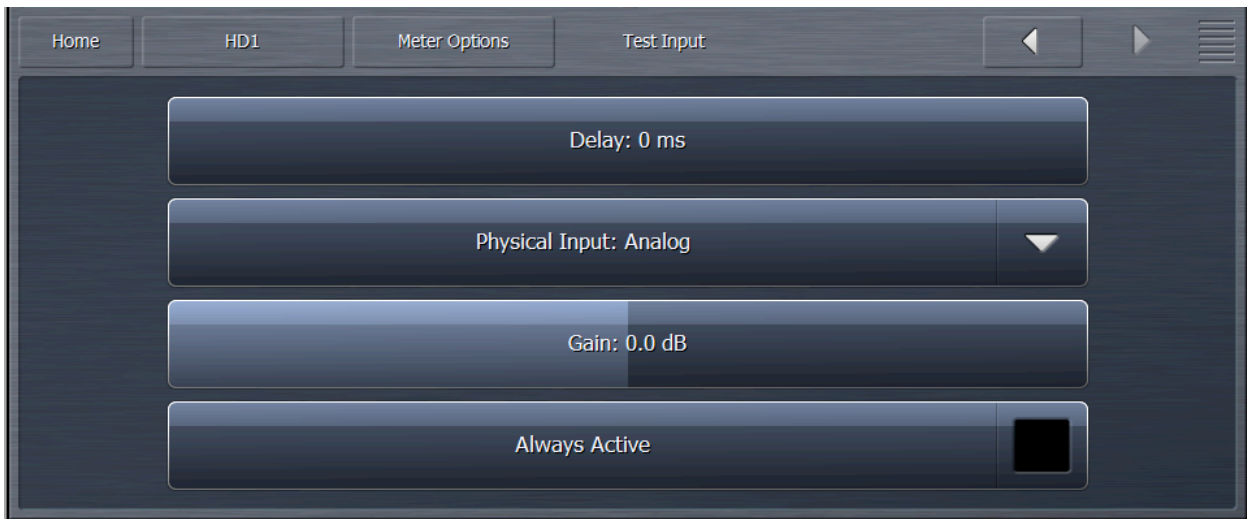 Home HD1 Meter Options Test Input
Delay: 0 ms
Physical Input: Analog
Gain: 0.0 dB
Always Active